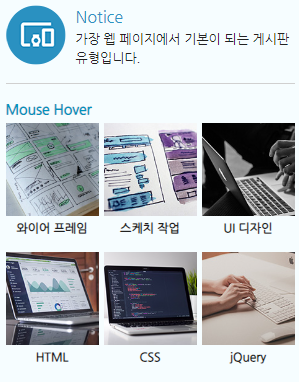 Notice
가장 웹 페이지에서 기본이 되는 게시판
유형입니다.
Mouse Hover
와이어 프레임
스케치 작업
UI 디자인
HTML
CSS
jQuery